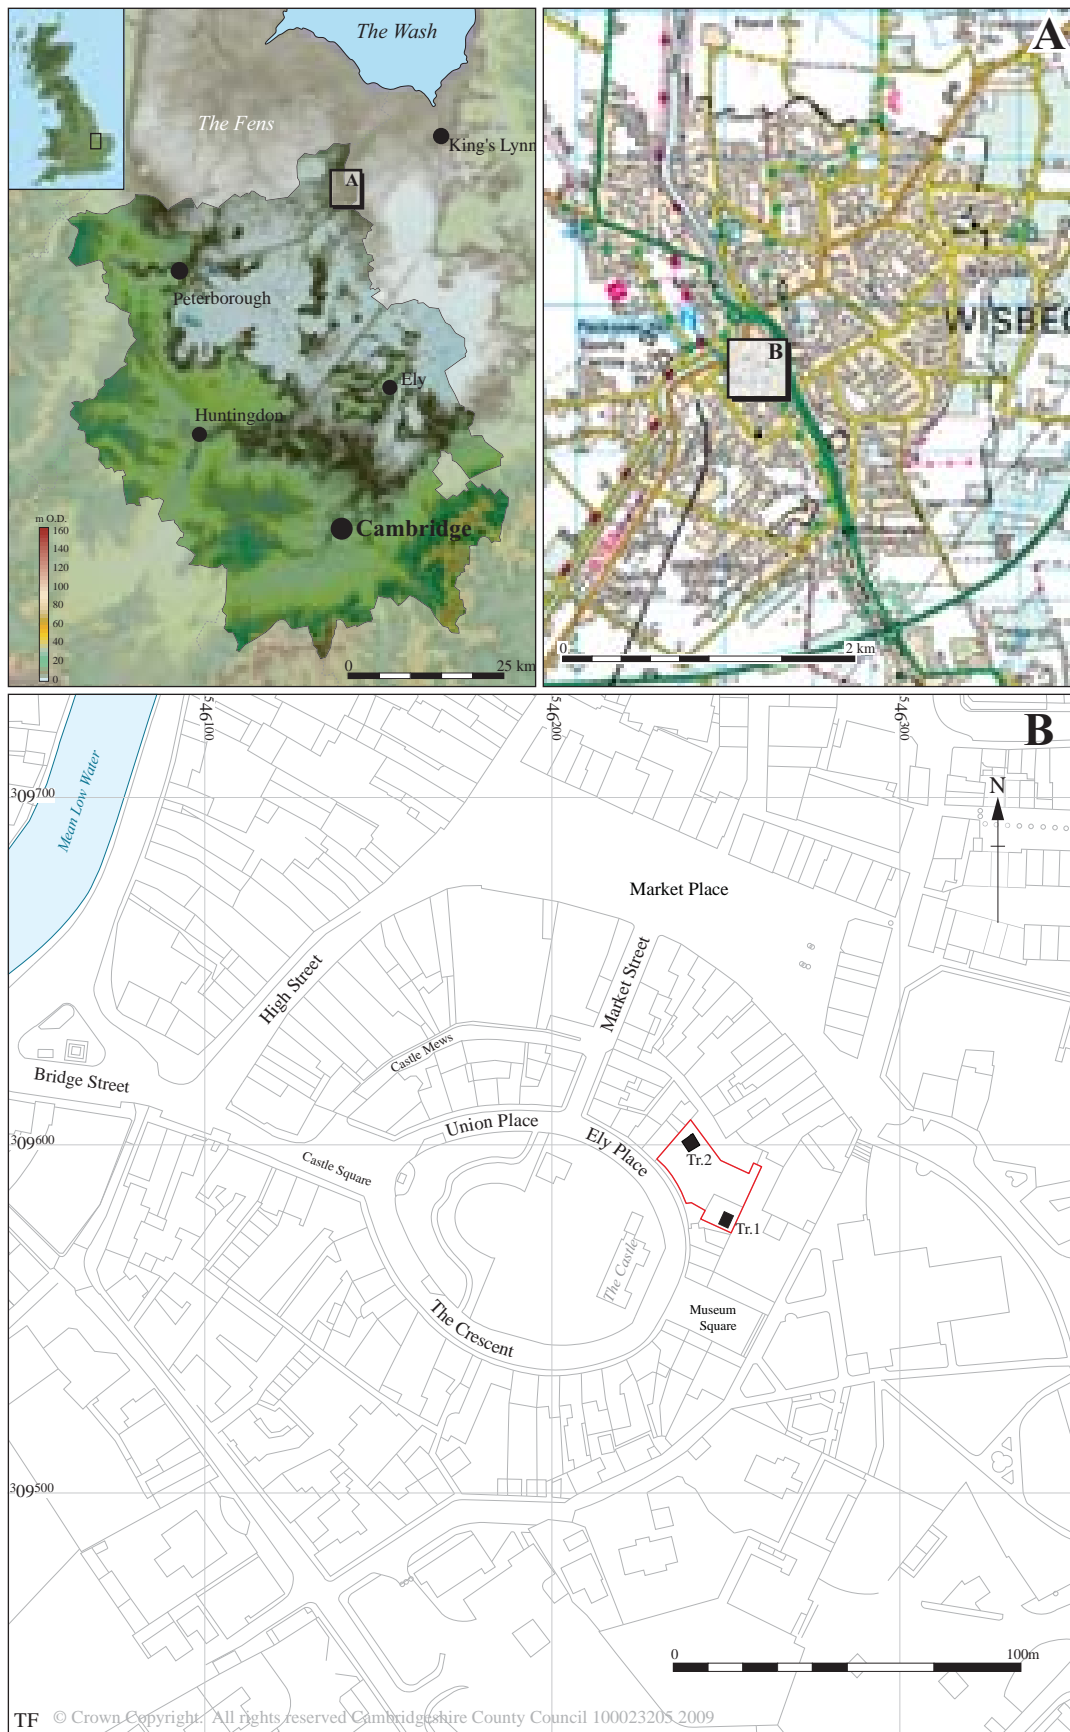 The Wash
The Fens
King's Lynn
A
Peterborough
Ely
Huntingdon
Cambridge
m O.D.
160
140
120
100
80
60
40
20
0
0
25 km
A
WISBEC
B
0
2 km
B
546100
546200
546300
309700
309600
309500
N
Mean Low Water
Market Place
Market Street
High Street
Castle Mews
Bridge Street
Union Place
Ely Place
Castle Square
Tr.2
Tr.1
The Castle
The Crescent
Museum
Square
0
100m
TF
© Crown Copyright. All rights reserved Cambridgeshire County Council 100023205 2009